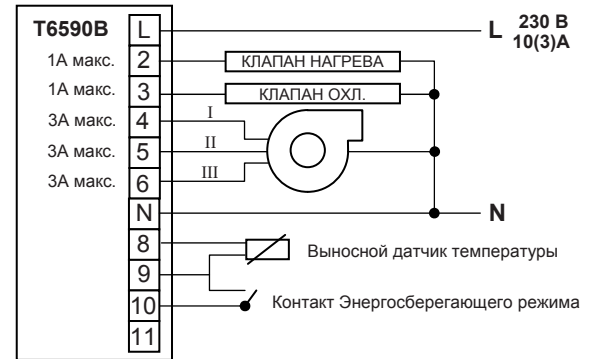 T6590B
L
L 230 В
10(3)А
1А макс.
2
КЛАПАН НАГРЕВА
1А макс.
3
КЛАПАН ОХЛ.
3А макс.
4
I
3А макс.
5
II
3А макс.
6
III
N
N
8
Выносной датчик температуры
9
10
Контакт Энергосберегающего режима
11